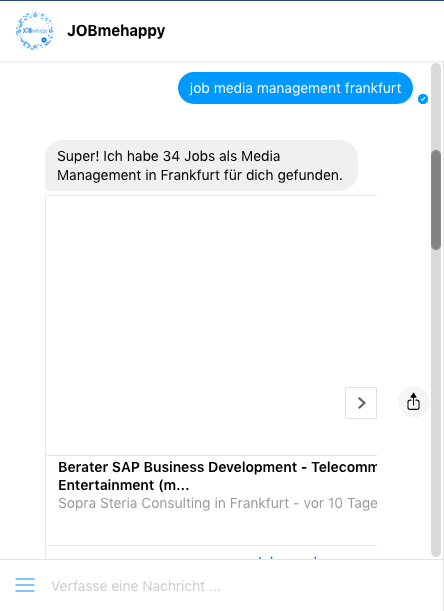 JOBmehappy
JOBmehappy
job media management frankfurt
Super! Ich habe 34 Jobs als Media
Management in Frankfurt für dich gefunden.
Berater SAP Business Development - Telecomm
Entertainment (m...
Sopra Steria Consulting in Frankfurt - vor 10 Tage
Verfasse eine Nachricht ...